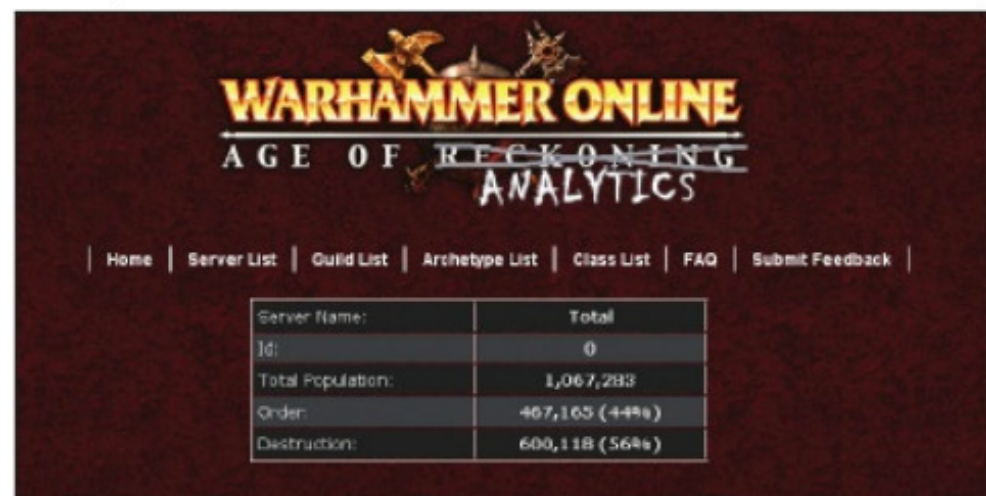 WARHAMMER ONLINE
AGE OF RECKONING
ANALYTICS
Home | Server List | Guild List | Archetype List | Class List | FAQ | Submit Feedback
Server Name: Total
Id: 0
Total Population: 1,067,283
Order: 467,165 (44%)
Destruction: 600,118 (56%)